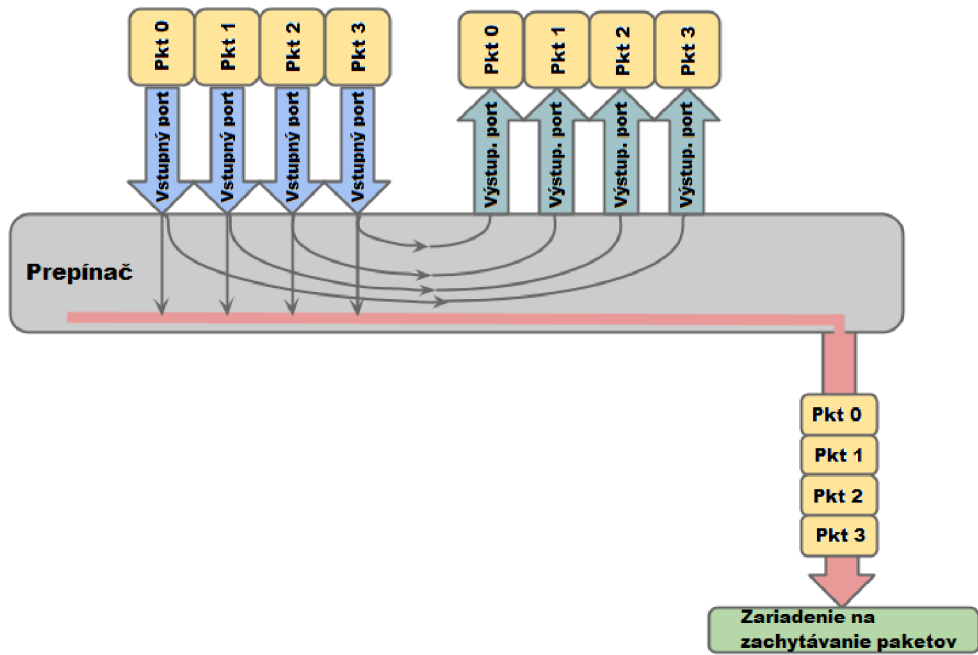 Pkt 0
Pkt 1
Pkt 2
Pkt 3
Pkt 0
Pkt 1
Pkt 2
Pkt 3
Vstupný port
Vstupný port
Vstupný port
Vstupný port
Výstup. port
Výstup. port
Výstup. port
Výstup. port
Prepínač
Pkt 0
Pkt 1
Pkt 2
Pkt 3
Zariadenie na
zachytávanie paketov